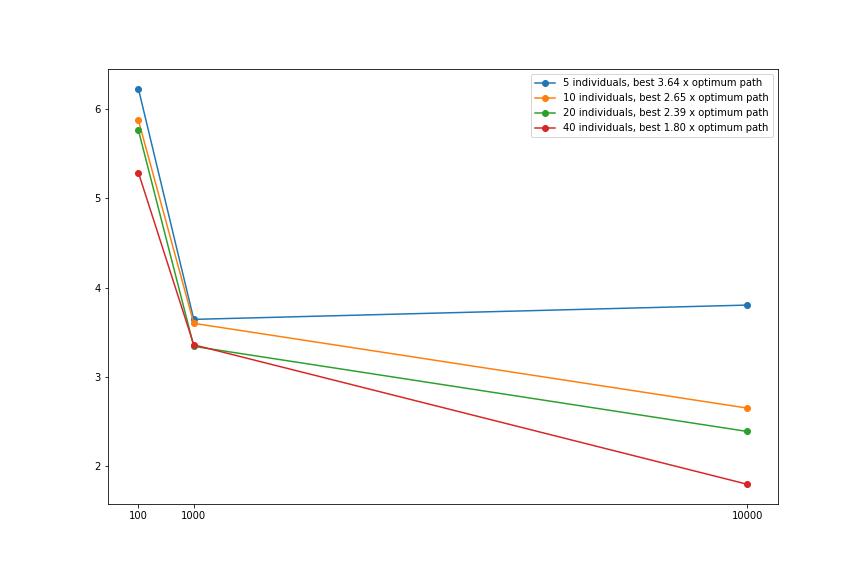 5 individuals, best 3.64 x optimum path
10 individuals, best 2.65 x optimum path
20 individuals, best 2.39 x optimum path
40 individuals, best 1.80 x optimum path
6
5
4
3
2
100 1000 10000